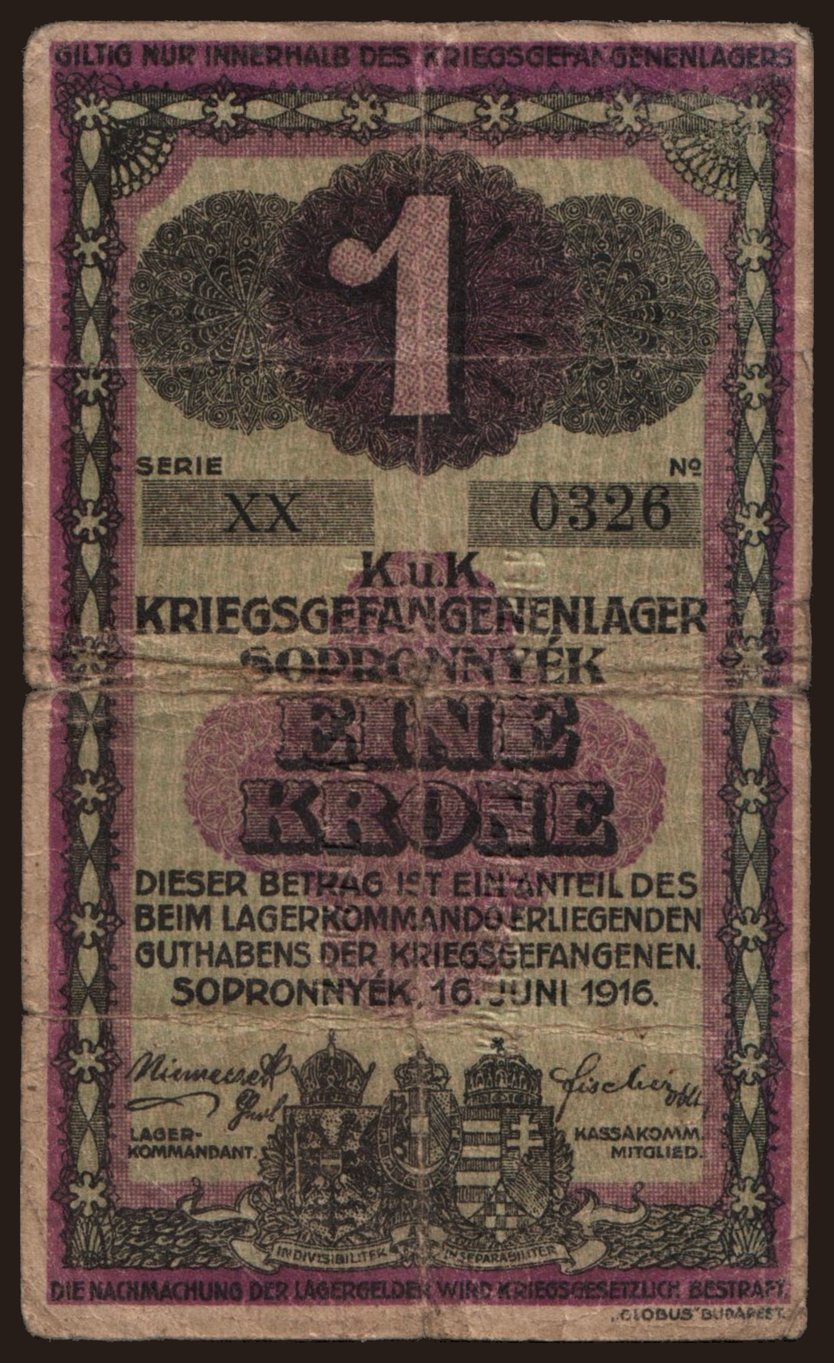 GILTIG NUR INNERHALB DES KRIEGSGEFANGENENLAGERS
1
SERIE Nº
XX 0326
K.u.K
KRIEGSGEFANGENENLAGER
SOPRONNYÉK
EINE
KRONE
DIESER BETRAG IST EIN ANTEIL DES
BEIM LAGERKOMMANDO ERLIEGENDEN
GUTHABENS DER KRIEGSGEFANGENEN.
SOPRONNYÉK, 16. JUNI 1916.
Fischer
LAGER- KASSAKOMM.
KOMMANDANT. MITGLIED.
INDIVISIBILITER INSEPARABILITER
DIE NACHMACHUNG DER LAGERGELDER WIRD KRIEGSGESETZLICH BESTRAFT.
„GLOBUS" BUDAPEST.